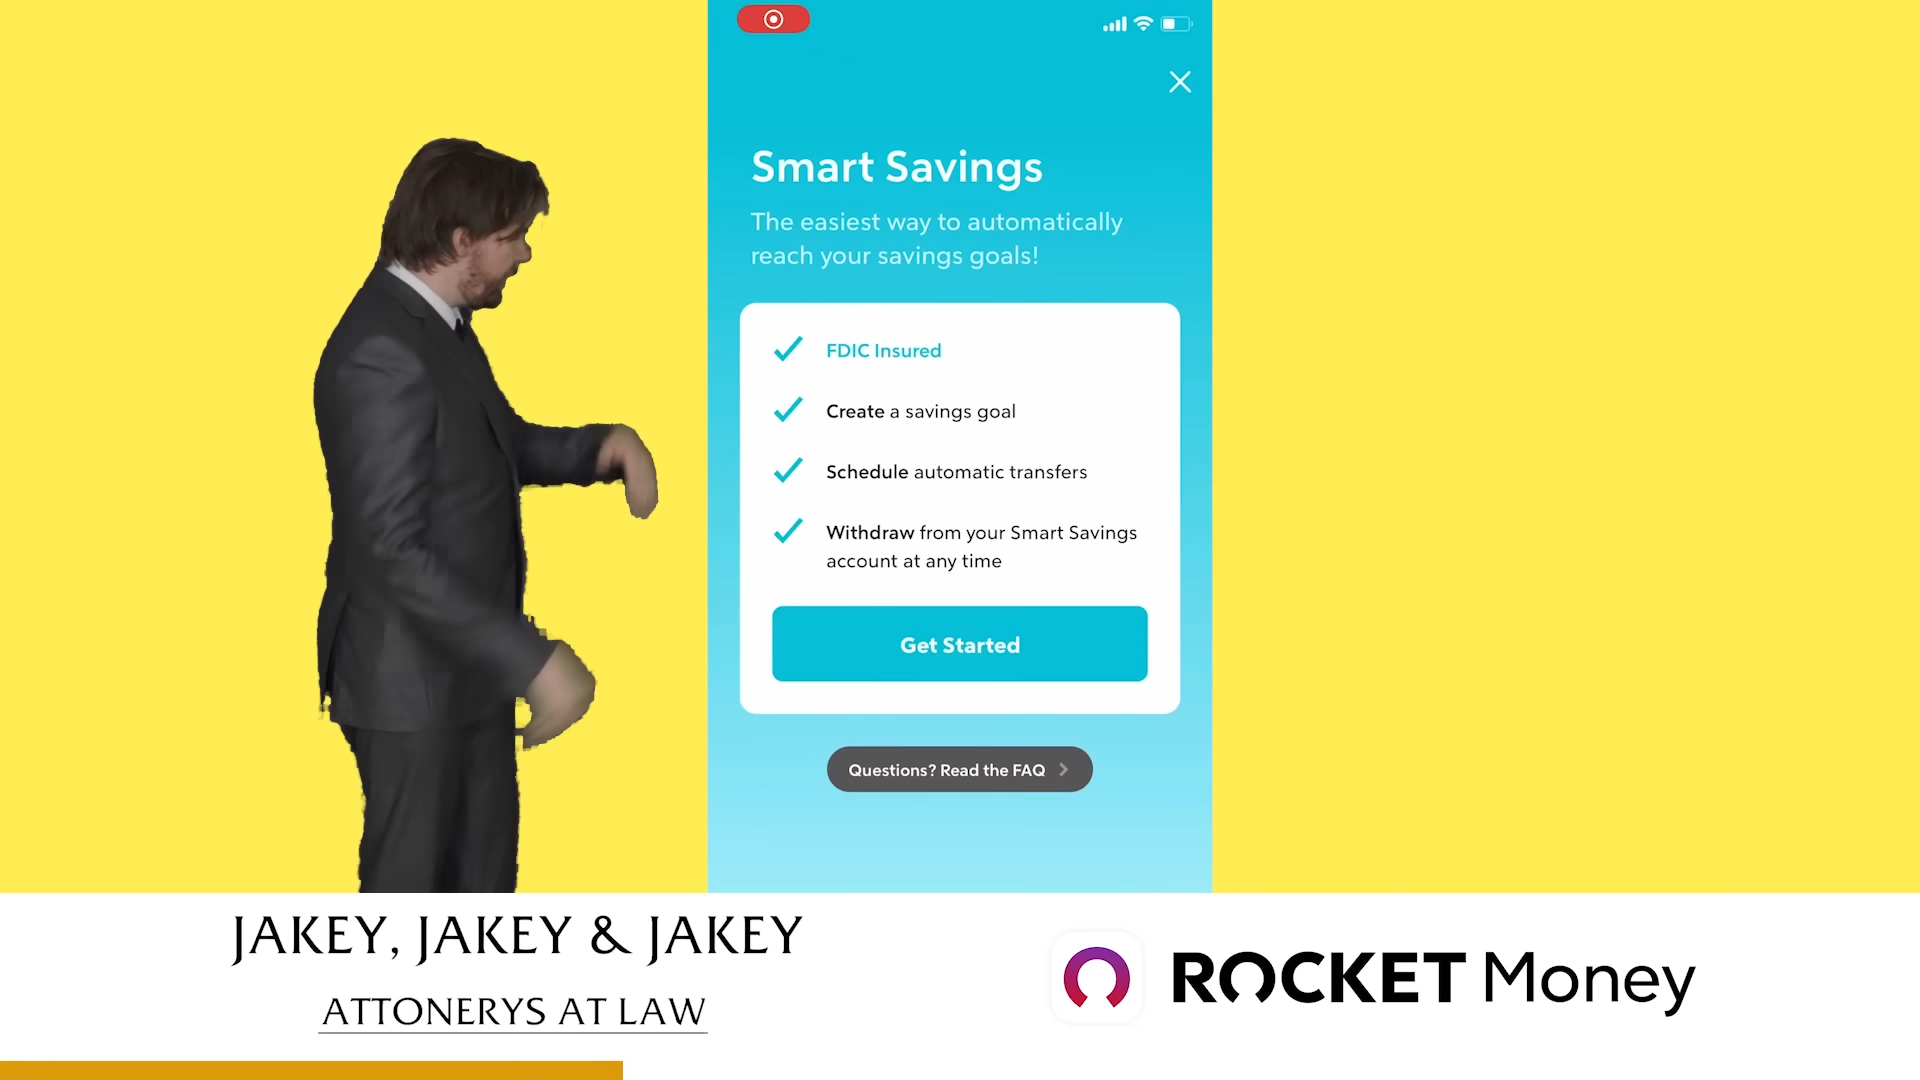 Smart Savings
The easiest way to automatically
reach your savings goals!
FDIC Insured
Create a savings goal
Schedule automatic transfers
Withdraw from your Smart Savings
account at any time
Get Started
Questions? Read the FAQ
JAKEY, JAKEY & JAKEY
ATTONERYS AT LAW
ROCKET Money